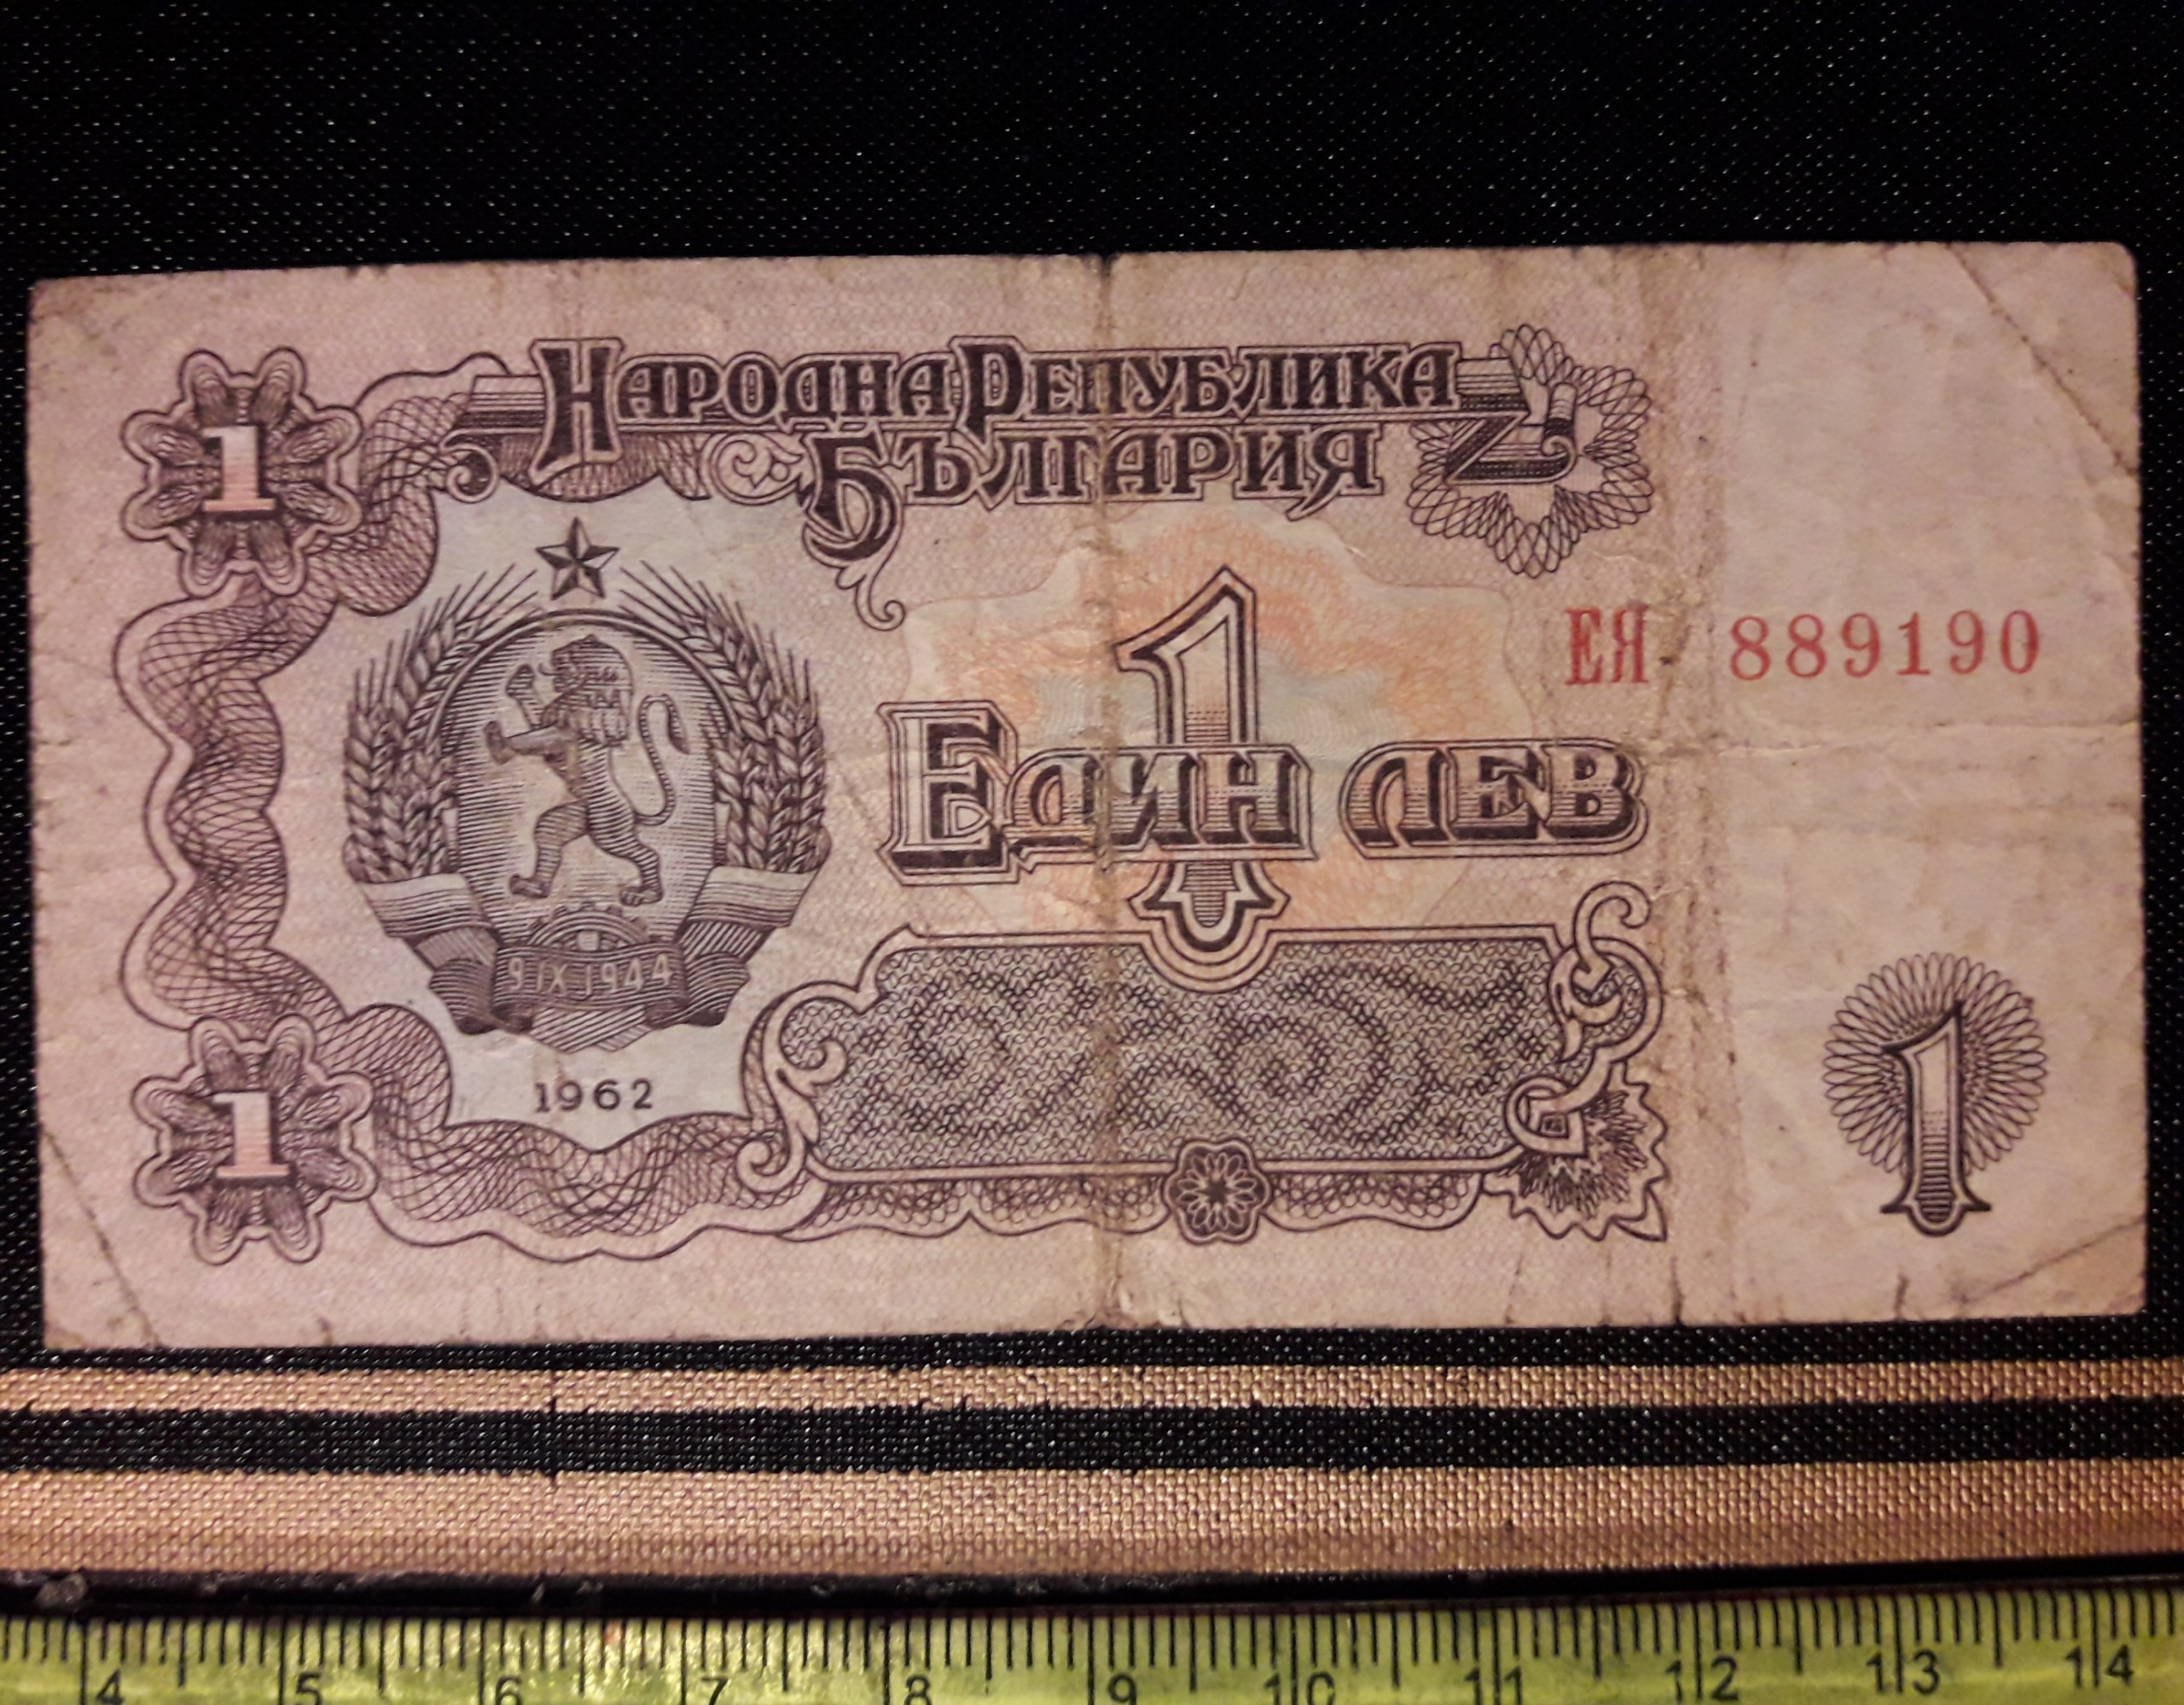 НАРОДНА РЕПУБЛИКА
БЪЛГАРИЯ
1
1
ЕЯ 889190
ЕДИН ЛЕВ
9 IX 1944
1962
1
1
4 5 6 7 8 9 10 11 12 13 14